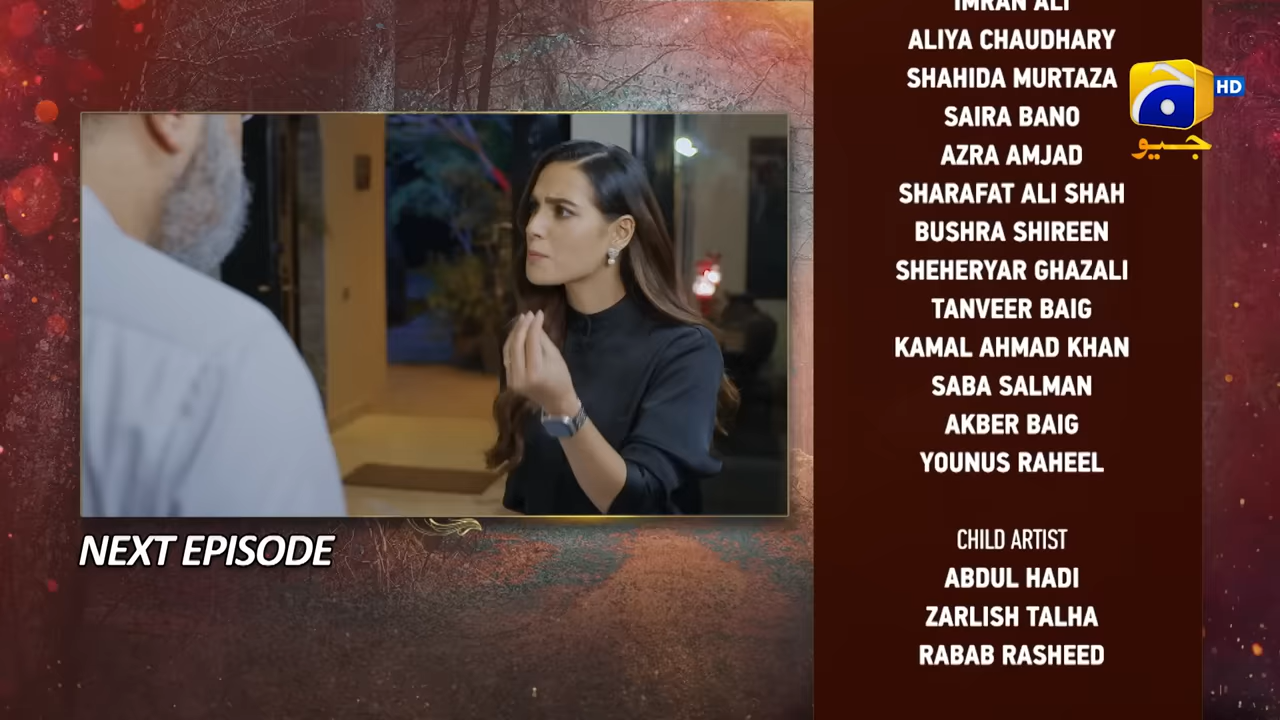 IMRAN ALI
ALIYA CHAUDHARY
SHAHIDA MURTAZA
SAIRA BANO
AZRA AMJAD
SHARAFAT ALI SHAH
BUSHRA SHIREEN
SHEHERYAR GHAZALI
TANVEER BAIG
KAMAL AHMAD KHAN
SABA SALMAN
AKBER BAIG
YOUNUS RAHEEL
CHILD ARTIST
ABDUL HADI
ZARLISH TALHA
RABAB RASHEED
HD
جیو
NEXT EPISODE